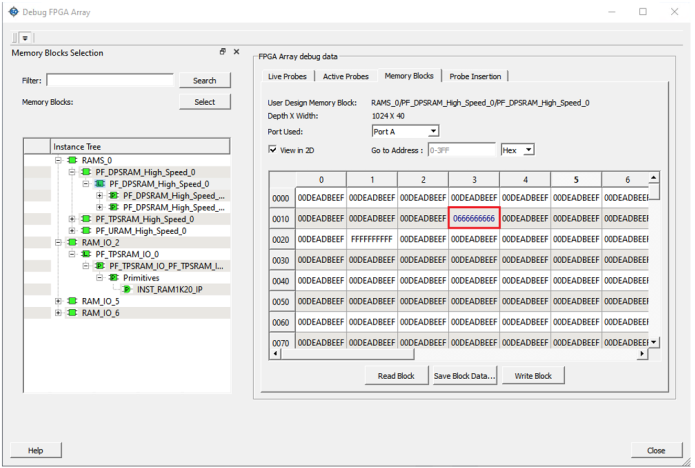 Debug FPGA Array
Memory Blocks Selection
Filter: Search
Memory Blocks: Select
Instance Tree
RAMS_0
PF_DPSRAM_High_Speed_0
PF_DPSRAM_High_Speed_0
PF_DPSRAM_High_Speed_...
PF_DPSRAM_High_Speed_...
PF_TPSRAM_High_Speed_0
PF_URAM_High_Speed_0
RAM_IO_2
PF_TPSRAM_IO_0
PF_TPSRAM_IO_PF_TPSRAM_I...
Primitives
INST_RAM1K20_IP
RAM_IO_5
RAM_IO_6
FPGA Array debug data
Live Probes Active Probes Memory Blocks Probe Insertion
User Design Memory Block: RAMS_0/PF_DPSRAM_High_Speed_0/PF_DPSRAM_High_Speed_0
Depth X Width: 1024 X 40
Port Used: Port A
View in 2D Go to Address : 0-3FF Hex
0 1 2 3 4 5 6
0000 00DEADBEEF 00DEADBEEF 00DEADBEEF 00DEADBEEF 00DEADBEEF 00DEADBEEF 00DEADBEEF
0010 00DEADBEEF 00DEADBEEF 00DEADBEEF 0666666666 00DEADBEEF 00DEADBEEF 00DEADBEEF
0020 00DEADBEEF FFFFFFFFFF 00DEADBEEF 00DEADBEEF 00DEADBEEF 00DEADBEEF 00DEADBEEF
0030 00DEADBEEF 00DEADBEEF 00DEADBEEF 00DEADBEEF 00DEADBEEF 00DEADBEEF 00DEADBEEF
0040 00DEADBEEF 00DEADBEEF 00DEADBEEF 00DEADBEEF 00DEADBEEF 00DEADBEEF 00DEADBEEF
0050 00DEADBEEF 00DEADBEEF 00DEADBEEF 00DEADBEEF 00DEADBEEF 00DEADBEEF 00DEADBEEF
0060 00DEADBEEF 00DEADBEEF 00DEADBEEF 00DEADBEEF 00DEADBEEF 00DEADBEEF 00DEADBEEF
0070 00DEADBEEF 00DEADBEEF 00DEADBEEF 00DEADBEEF 00DEADBEEF 00DEADBEEF 00DEADBEEF
Read Block Save Block Data... Write Block
Help Close